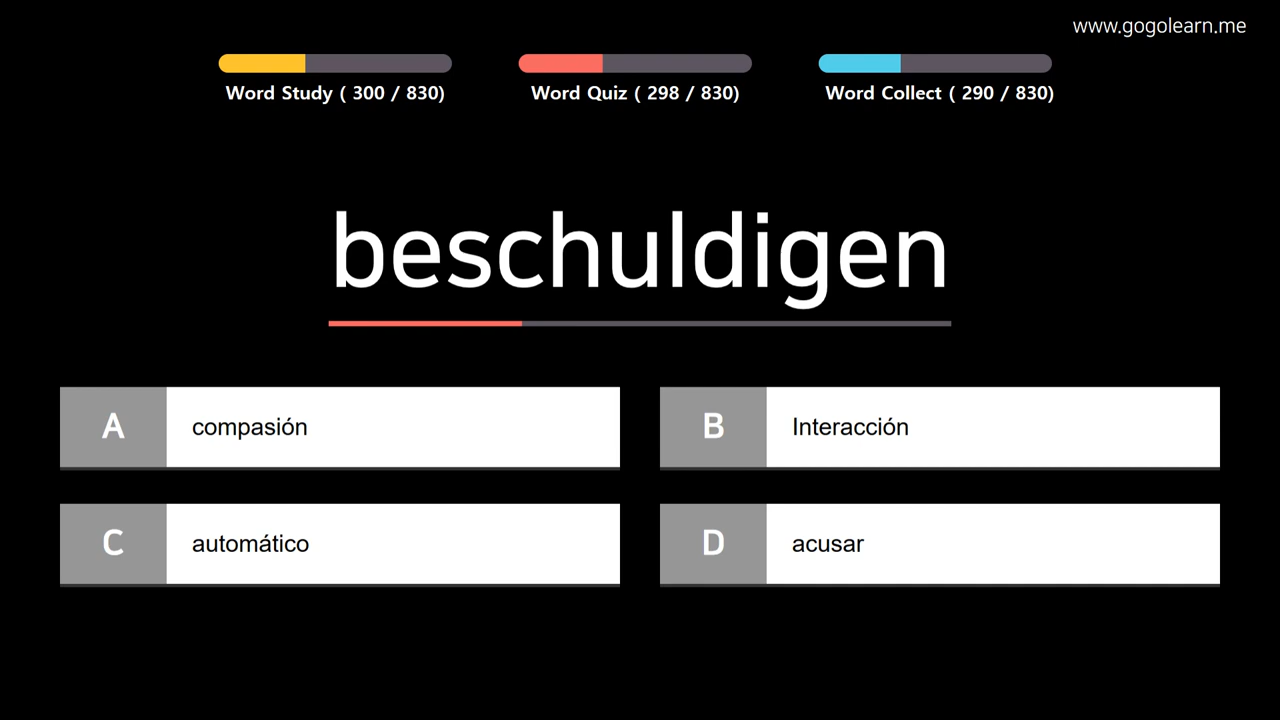 www.gogolearn.me
Word Study ( 300 / 830)
Word Quiz ( 298 / 830)
Word Collect ( 290 / 830)
beschuldigen
A compasión
B Interacción
C automático
D acusar